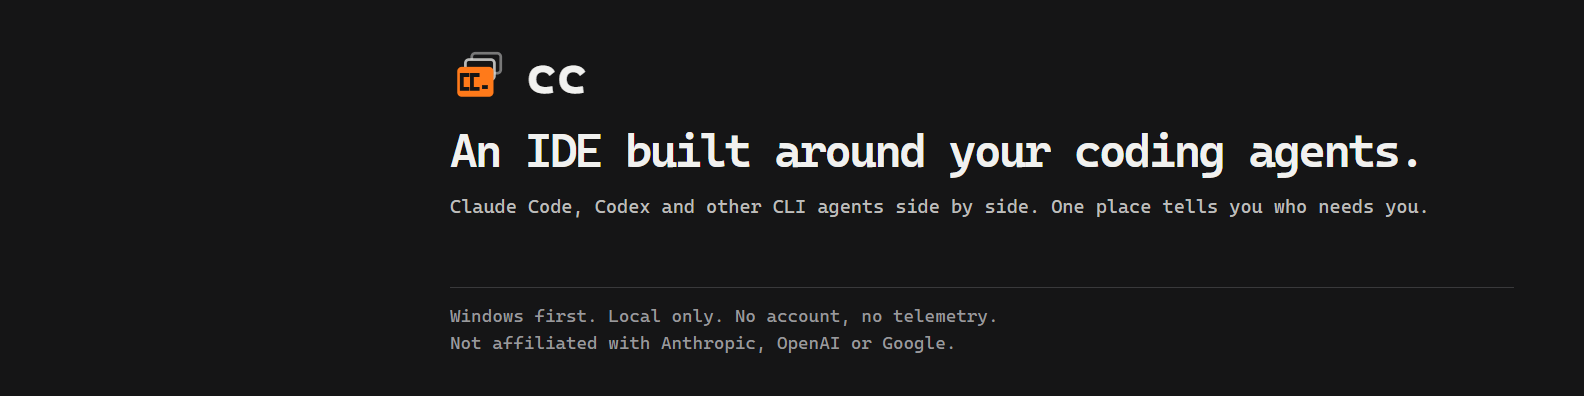 CC.
cc
An IDE built around your coding agents.
Claude Code, Codex and other CLI agents side by side. One place tells you who needs you.
Windows first. Local only. No account, no telemetry.
Not affiliated with Anthropic, OpenAI or Google.